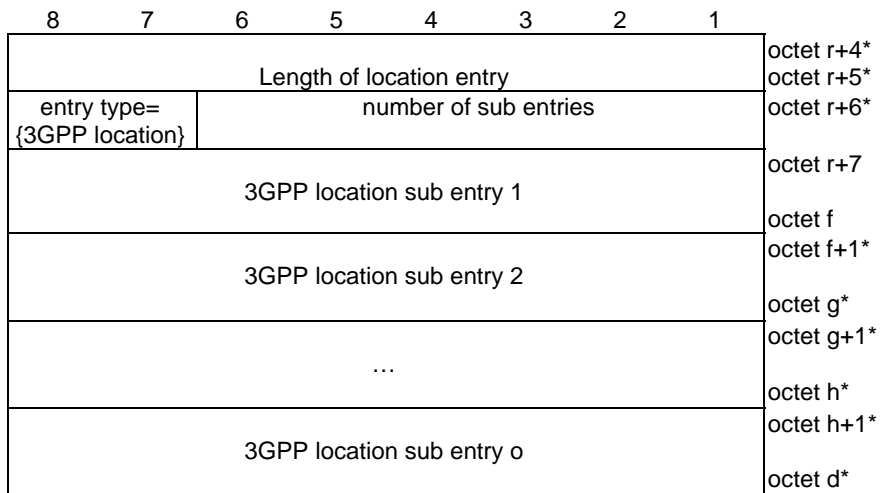 8 7 6 5 4 3 2 1
octet r+4*
Length of location entry octet r+5*
entry type= number of sub entries octet r+6*
{3GPP location}
octet r+7
3GPP location sub entry 1
octet f
octet f+1*
3GPP location sub entry 2
octet g*
octet g+1*
…
octet h*
octet h+1*
3GPP location sub entry o
octet d*